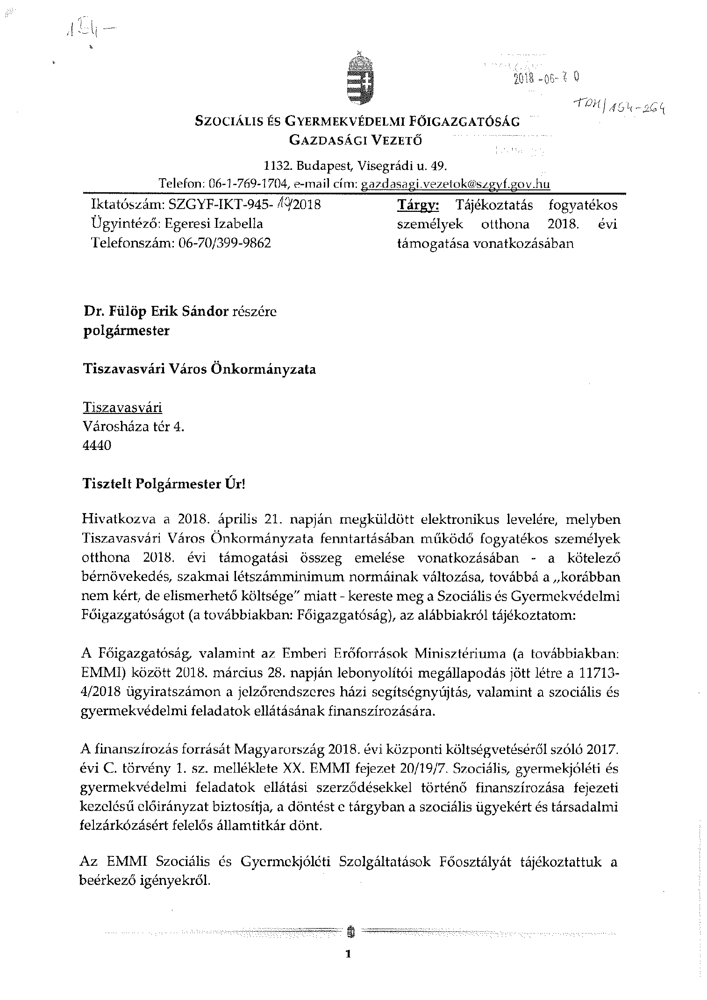 2018 -06-
TDH/154-264
SZOCIÁLIS ÉS GYERMEKVÉDELMI FŐIGAZGATÓSÁG
GAZDASÁGI VEZETŐ
1132. Budapest, Visegrádi u. 49.
Telefon: 06-1-769-1704, e-mail cím: gazdasagi.vezetok@szgyf.gov.hu
Iktatószám: SZGYF-IKT-945- 19/2018
Ügyintéző: Egeresi Izabella
Telefonszám: 06-70/399-9862
Tárgy: Tájékoztatás fogyatékos
személyek otthona 2018. évi
támogatása vonatkozásában
Dr. Fülöp Erik Sándor részére
polgármester
Tiszavasvári Város Önkormányzata
Tiszavasvári
Városháza tér 4.
4440
Tisztelt Polgármester Úr!
Hivatkozva a 2018. április 21. napján megküldött elektronikus levelére, melyben
Tiszavasvári Város Önkormányzata fenntartásában működő fogyatékos személyek
otthona 2018. évi támogatási összeg emelése vonatkozásában - a kötelező
bérnövekedés, szakmai létszámminimum normáinak változása, továbbá a „korábban
nem kért, de elismerhető költsége" miatt - kereste meg a Szociális és Gyermekvédelmi
Főigazgatóságot (a továbbiakban: Főigazgatóság), az alábbiakról tájékoztatom:
A Főigazgatóság, valamint az Emberi Erőforrások Minisztériuma (a továbbiakban:
EMMI) között 2018. március 28. napján lebonyolítói megállapodás jött létre a 11713-
4/2018 ügyiratszámon a jelzőrendszeres házi segítségnyújtás, valamint a szociális és
gyermekvédelmi feladatok ellátásának finanszírozására.
A finanszírozás forrását Magyarország 2018. évi központi költségvetéséről szóló 2017.
évi C. törvény 1. sz. melléklete XX. EMMI fejezet 20/19/7. Szociális, gyermekjóléti és
gyermekvédelmi feladatok ellátási szerződésekkel történő finanszírozása fejezeti
kezelésű előirányzat biztosítja, a döntést e tárgyban a szociális ügyekért és társadalmi
felzárkózásért felelős államtitkár dönt.
Az EMMI Szociális és Gyermekjóléti Szolgáltatások Főosztályát tájékoztattuk a
beérkező igényekről.
1